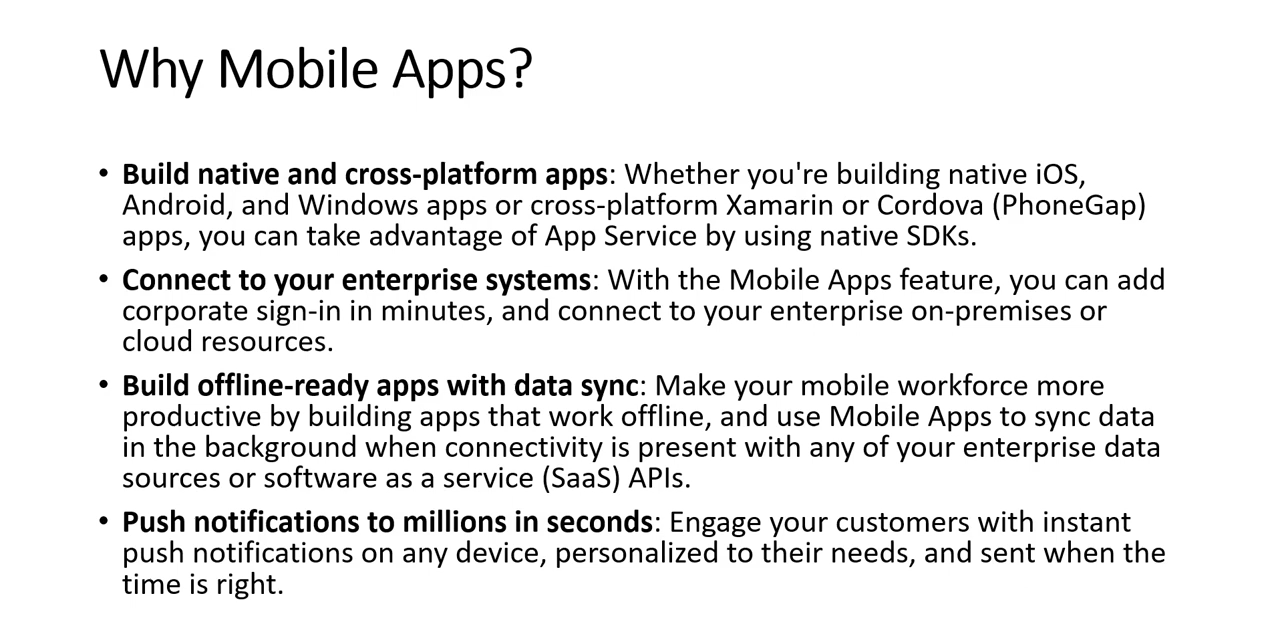 Why Mobile Apps?
• Build native and cross-platform apps: Whether you're building native iOS,
Android, and Windows apps or cross-platform Xamarin or Cordova (PhoneGap)
apps, you can take advantage of App Service by using native SDKs.
• Connect to your enterprise systems: With the Mobile Apps feature, you can add
corporate sign-in in minutes, and connect to your enterprise on-premises or
cloud resources.
• Build offline-ready apps with data sync: Make your mobile workforce more
productive by building apps that work offline, and use Mobile Apps to sync data
in the background when connectivity is present with any of your enterprise data
sources or software as a service (SaaS) APIs.
• Push notifications to millions in seconds: Engage your customers with instant
push notifications on any device, personalized to their needs, and sent when the
time is right.